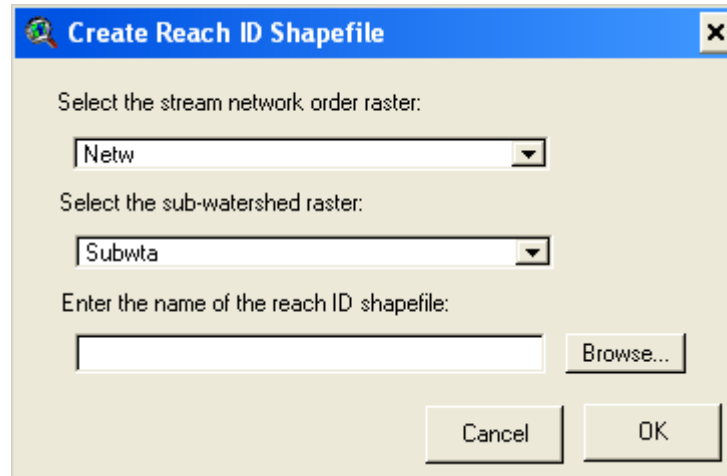 Create Reach ID Shapefile
Select the stream network order raster:
Netw
Select the sub-watershed raster:
Subwta
Enter the name of the reach ID shapefile:
Browse...
Cancel
OK